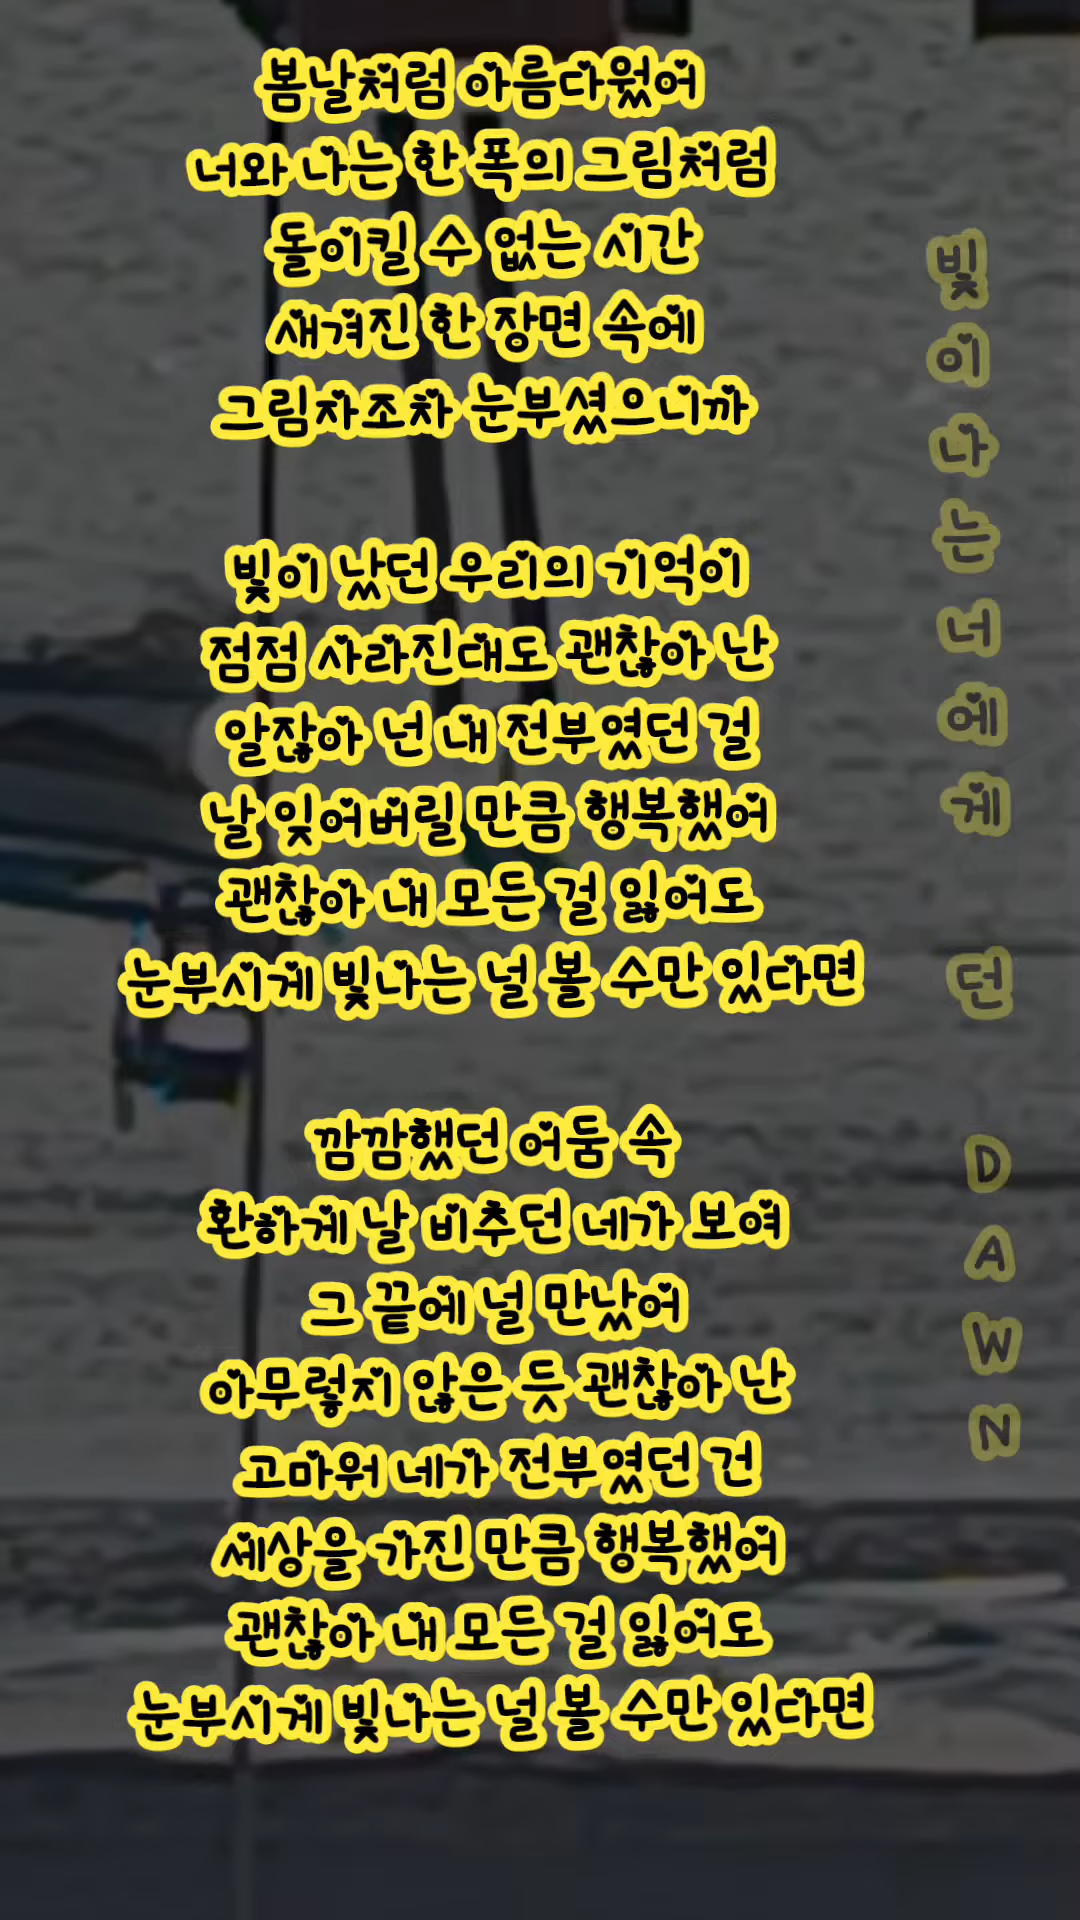 봄날처럼 아름다웠어
너와 나는 한 폭의 그림처럼
돌이킬 수 없는 시간
새겨진 한 장면 속에
그림자조차 눈부셨으니까
빛이 났던 우리의 기억이
점점 사라진대도 괜찮아 난
알잖아 넌 내 전부였던 걸
날 잊어버릴 만큼 행복했어
괜찮아 내 모든 걸 잃어도
눈부시게 빛나는 널 볼 수만 있다면
깜깜했던 어둠 속
환하게 날 비추던 네가 보여
그 끝에 널 만났어
아무렇지 않은 듯 괜찮아 난
고마워 네가 전부였던 건
세상을 가진 만큼 행복했어
괜찮아 내 모든 걸 잃어도
눈부시게 빛나는 널 볼 수만 있다면
빛이나는너에게 던 DAWN